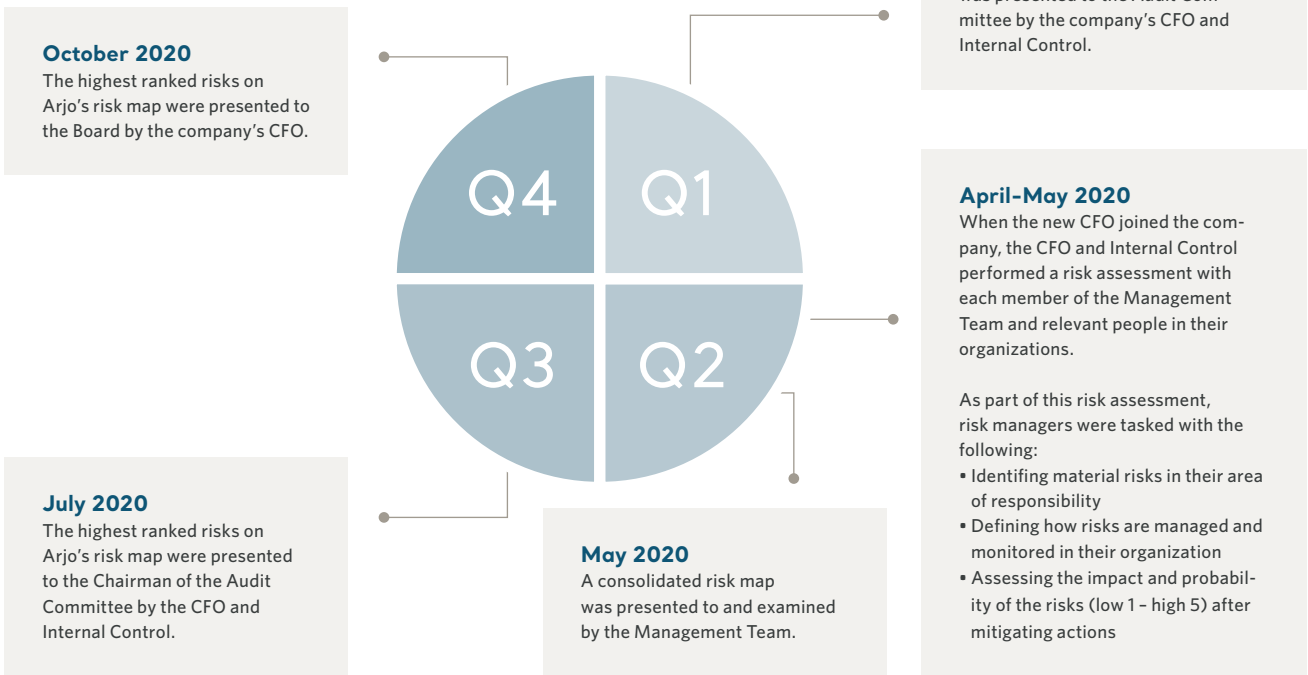 October 2020
The highest ranked risks on
Arjo’s risk map were presented to
the Board by the company’s CFO.
mittee by the company’s CFO and
Internal Control.
Q4
Q1
Q3
Q2
April–May 2020
When the new CFO joined the com-
pany, the CFO and Internal Control
performed a risk assessment with
each member of the Management
Team and relevant people in their
organizations.
As part of this risk assessment,
risk managers were tasked with the
following:
• Identifing material risks in their area
of responsibility
• Defining how risks are managed and
monitored in their organization
• Assessing the impact and probabil-
ity of the risks (low 1 – high 5) after
mitigating actions
July 2020
The highest ranked risks on
Arjo’s risk map were presented
to the Chairman of the Audit
Committee by the CFO and
Internal Control.
May 2020
A consolidated risk map
was presented to and examined
by the Management Team.